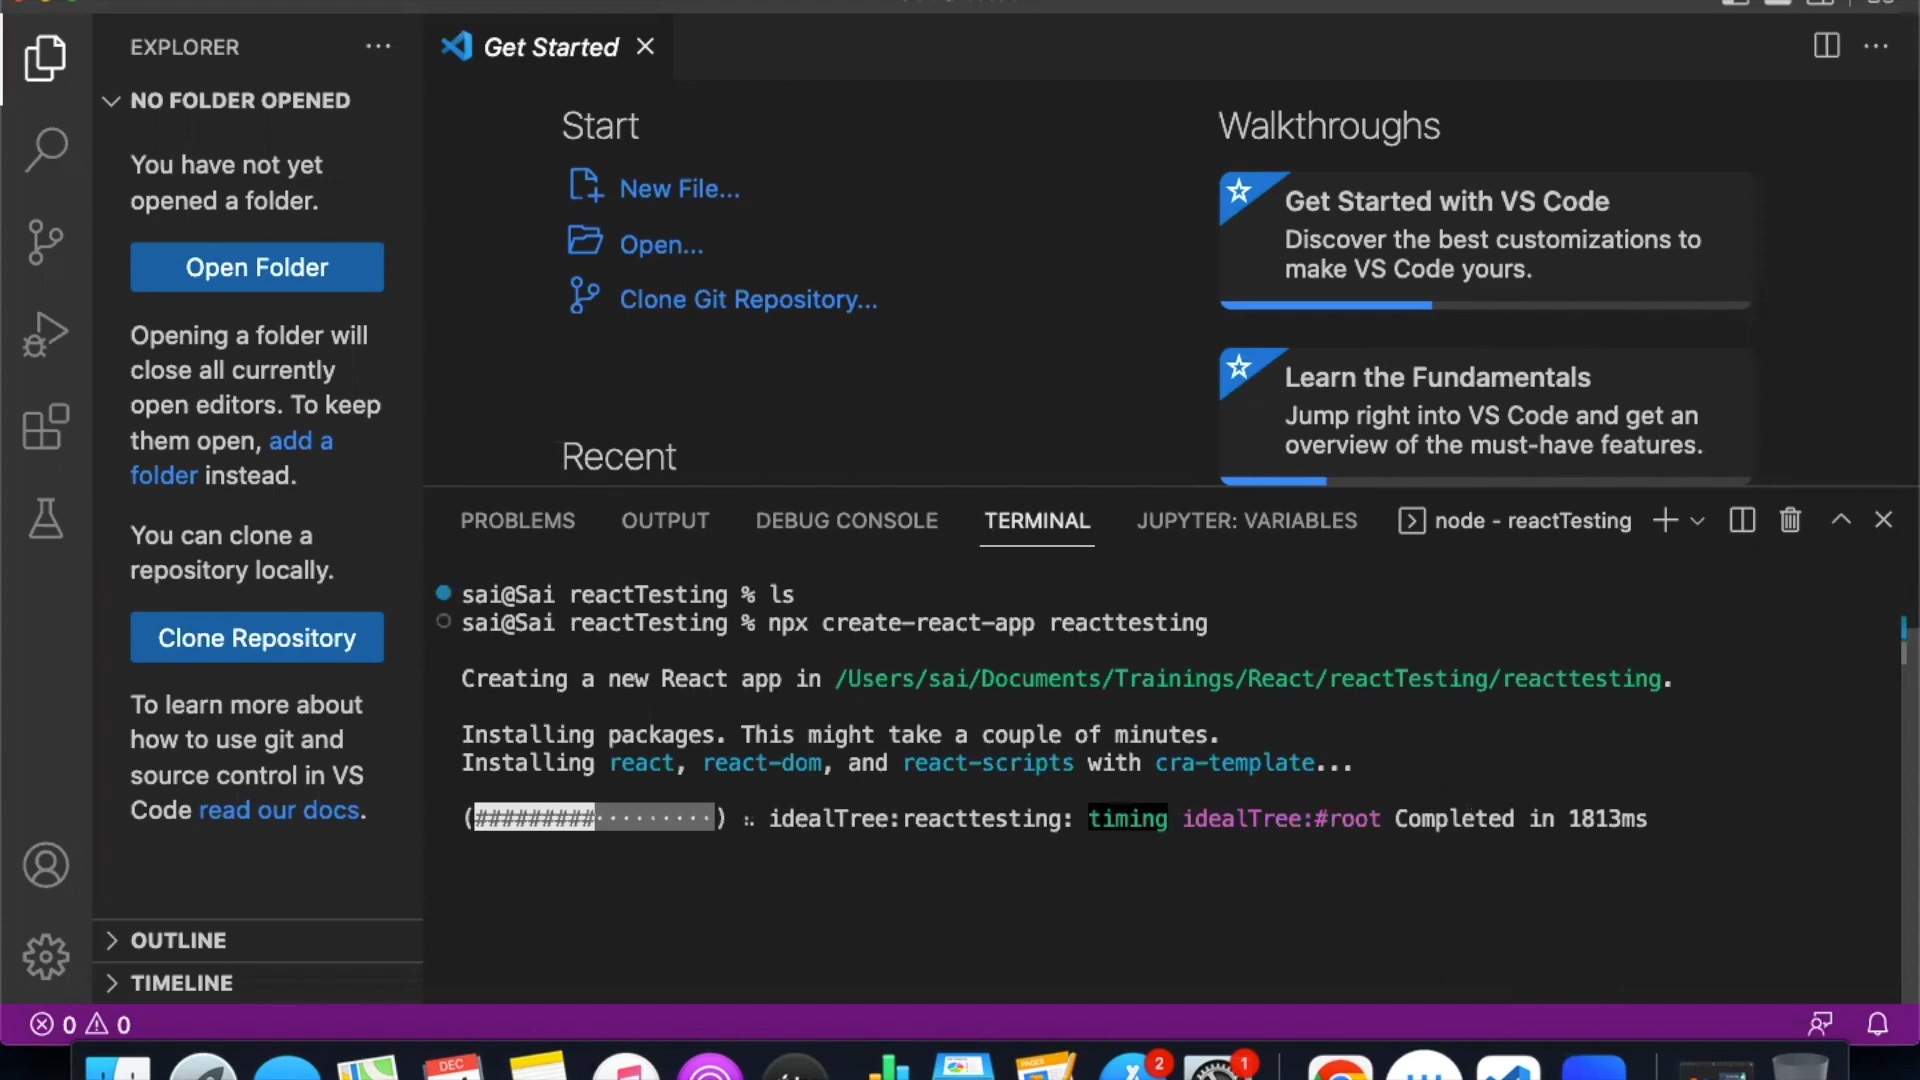 EXPLORER
NO FOLDER OPENED
You have not yet
opened a folder.
Open Folder
Opening a folder will
close all currently
open editors. To keep
them open, add a
folder instead.
You can clone a
repository locally.
Clone Repository
To learn more about
how to use git and
source control in VS
Code read our docs.
OUTLINE
TIMELINE
Get Started
Start
New File...
Open...
Clone Git Repository...
Recent
Walkthroughs
Get Started with VS Code
Discover the best customizations to
make VS Code yours.
Learn the Fundamentals
Jump right into VS Code and get an
overview of the must-have features.
PROBLEMS OUTPUT DEBUG CONSOLE TERMINAL JUPYTER: VARIABLES node - reactTesting
sai@Sai reactTesting % ls
sai@Sai reactTesting % npx create-react-app reacttesting
Creating a new React app in /Users/sai/Documents/Trainings/React/reactTesting/reacttesting.
Installing packages. This might take a couple of minutes.
Installing react, react-dom, and react-scripts with cra-template...
(#########·········) ⠦ idealTree:reacttesting: timing idealTree:#root Completed in 1813ms
0 0
DEC
PAGES
2
1